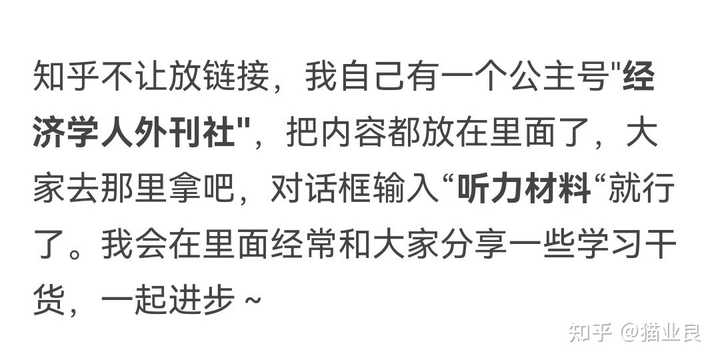 知乎不让放链接，我自己有一个公主号"经
济学人外刊社"，把内容都放在里面了，大
家去那里拿吧，对话框输入“听力材料“就行
了。我会在里面经常和大家分享一些学习干
货，一起进步 ~
知乎 @猫业良